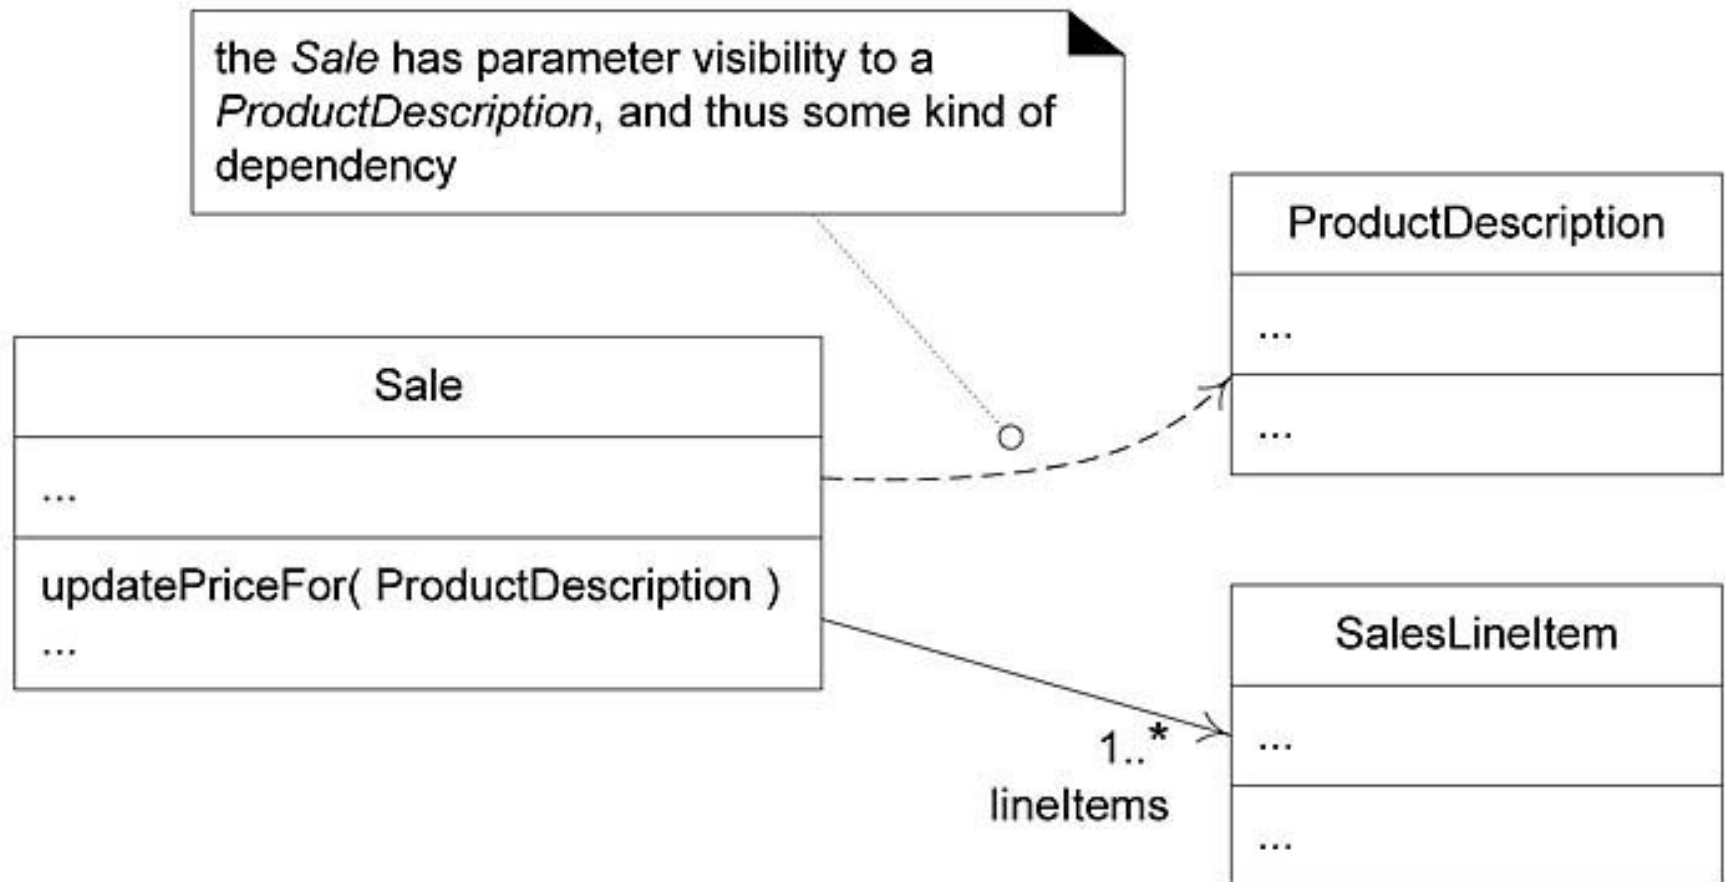 the Sale has parameter visibility to a
ProductDescription, and thus some kind of
dependency
ProductDescription
...
...
Sale
...
updatePriceFor( ProductDescription )
...
1..*
lineItems
SalesLineItem
...
...